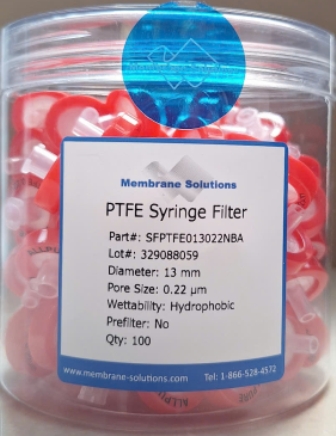 Membrane Solutions
PTFE Syringe Filter
Part#: SFPTFE013022NBA
Lot#: 329088059
Diameter: 13 mm
Pore Size: 0.22 μm
Wettability: Hydrophobic
Prefilter: No
Qty: 100
www.membrane-solutions.com Tel: 1-866-528-4572